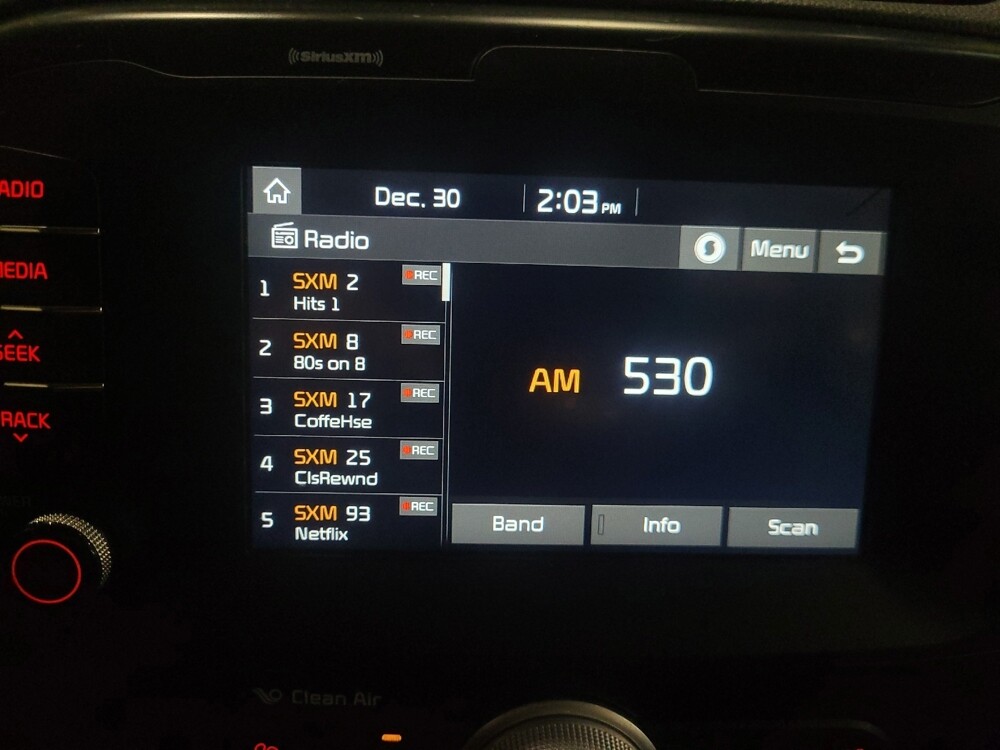 ((SiriusXM))
Dec. 30
2:03 PM
Radio
Menu
1 SXM 2 REC
Hits 1
2 SXM 8 REC
80s on 8
3 SXM 17 REC
CoffeHse
4 SXM 25 REC
ClsRewnd
5 SXM 93 REC
Netflix
AM 530
Band
Info
Scan
ADIO
MEDIA
SEEK
RACK
Clean Air